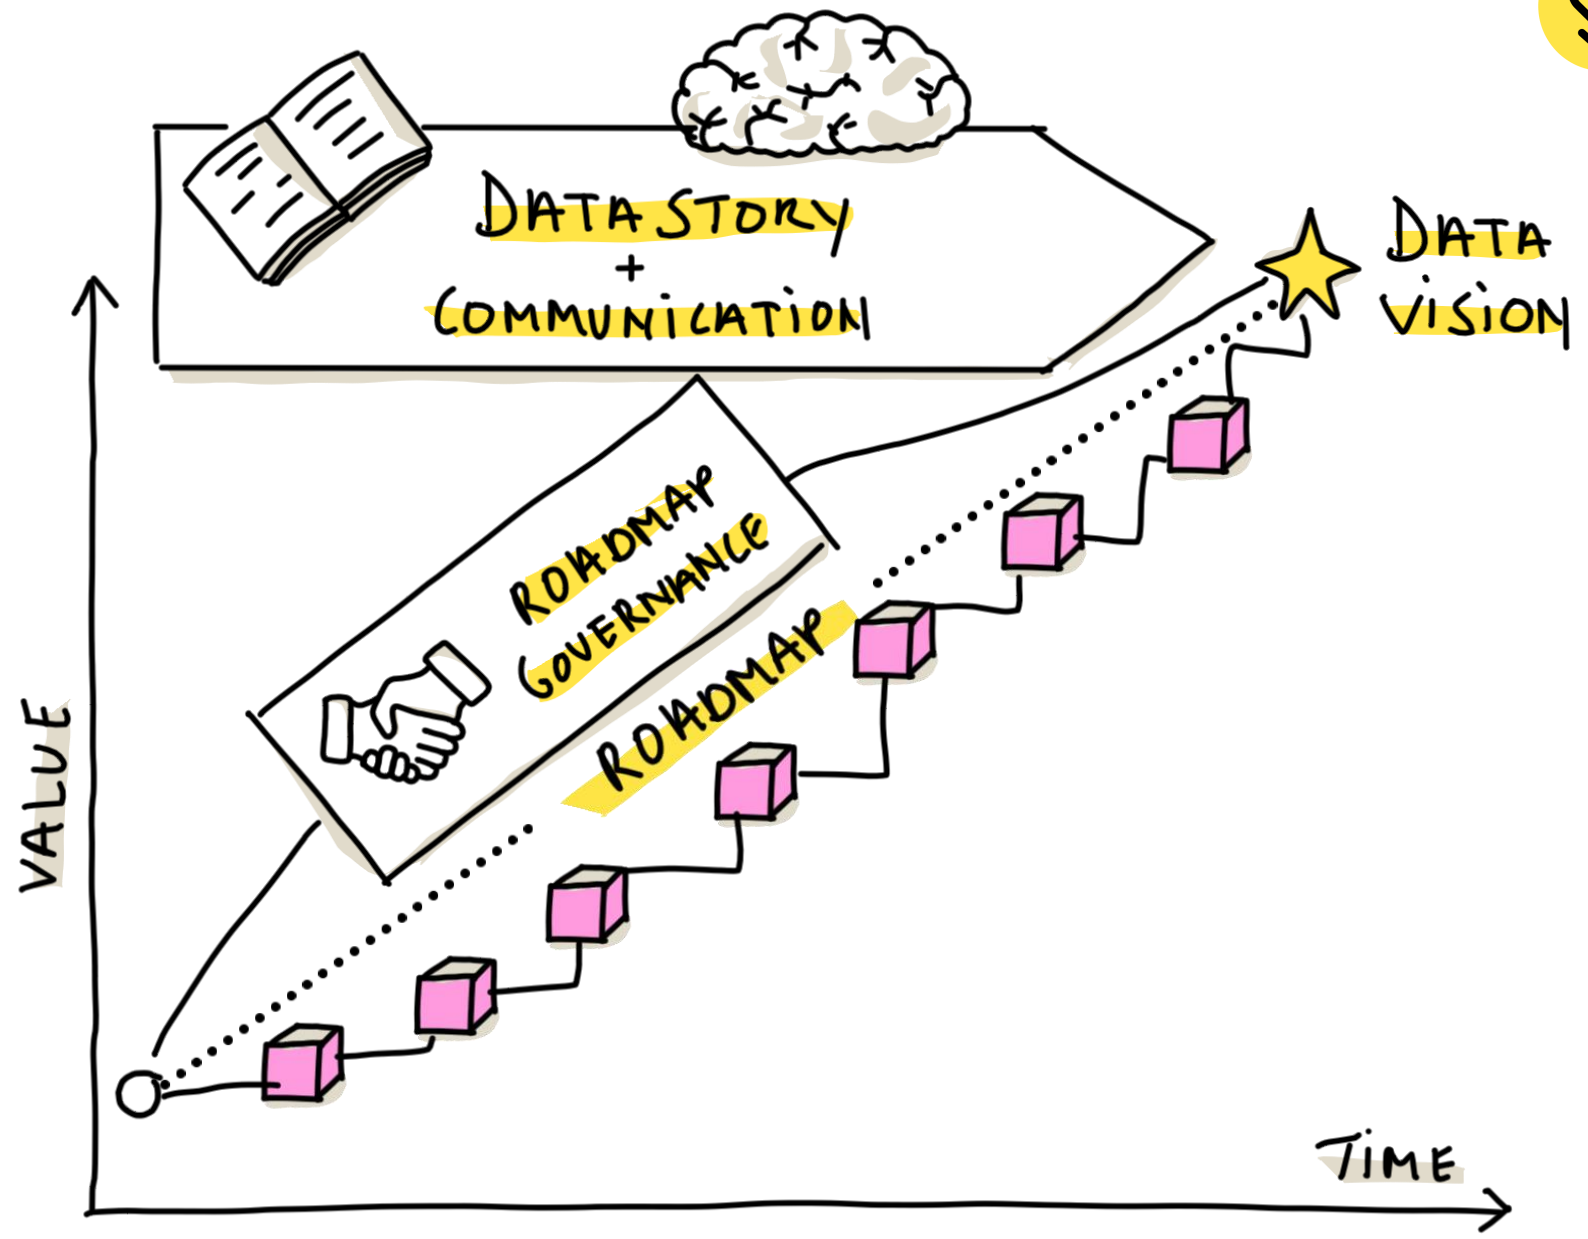 DATA STORY
+
COMMUNICATION
DATA
VISION
ROADMAP
GOVERNANCE
ROADMAP
VALUE
TIME